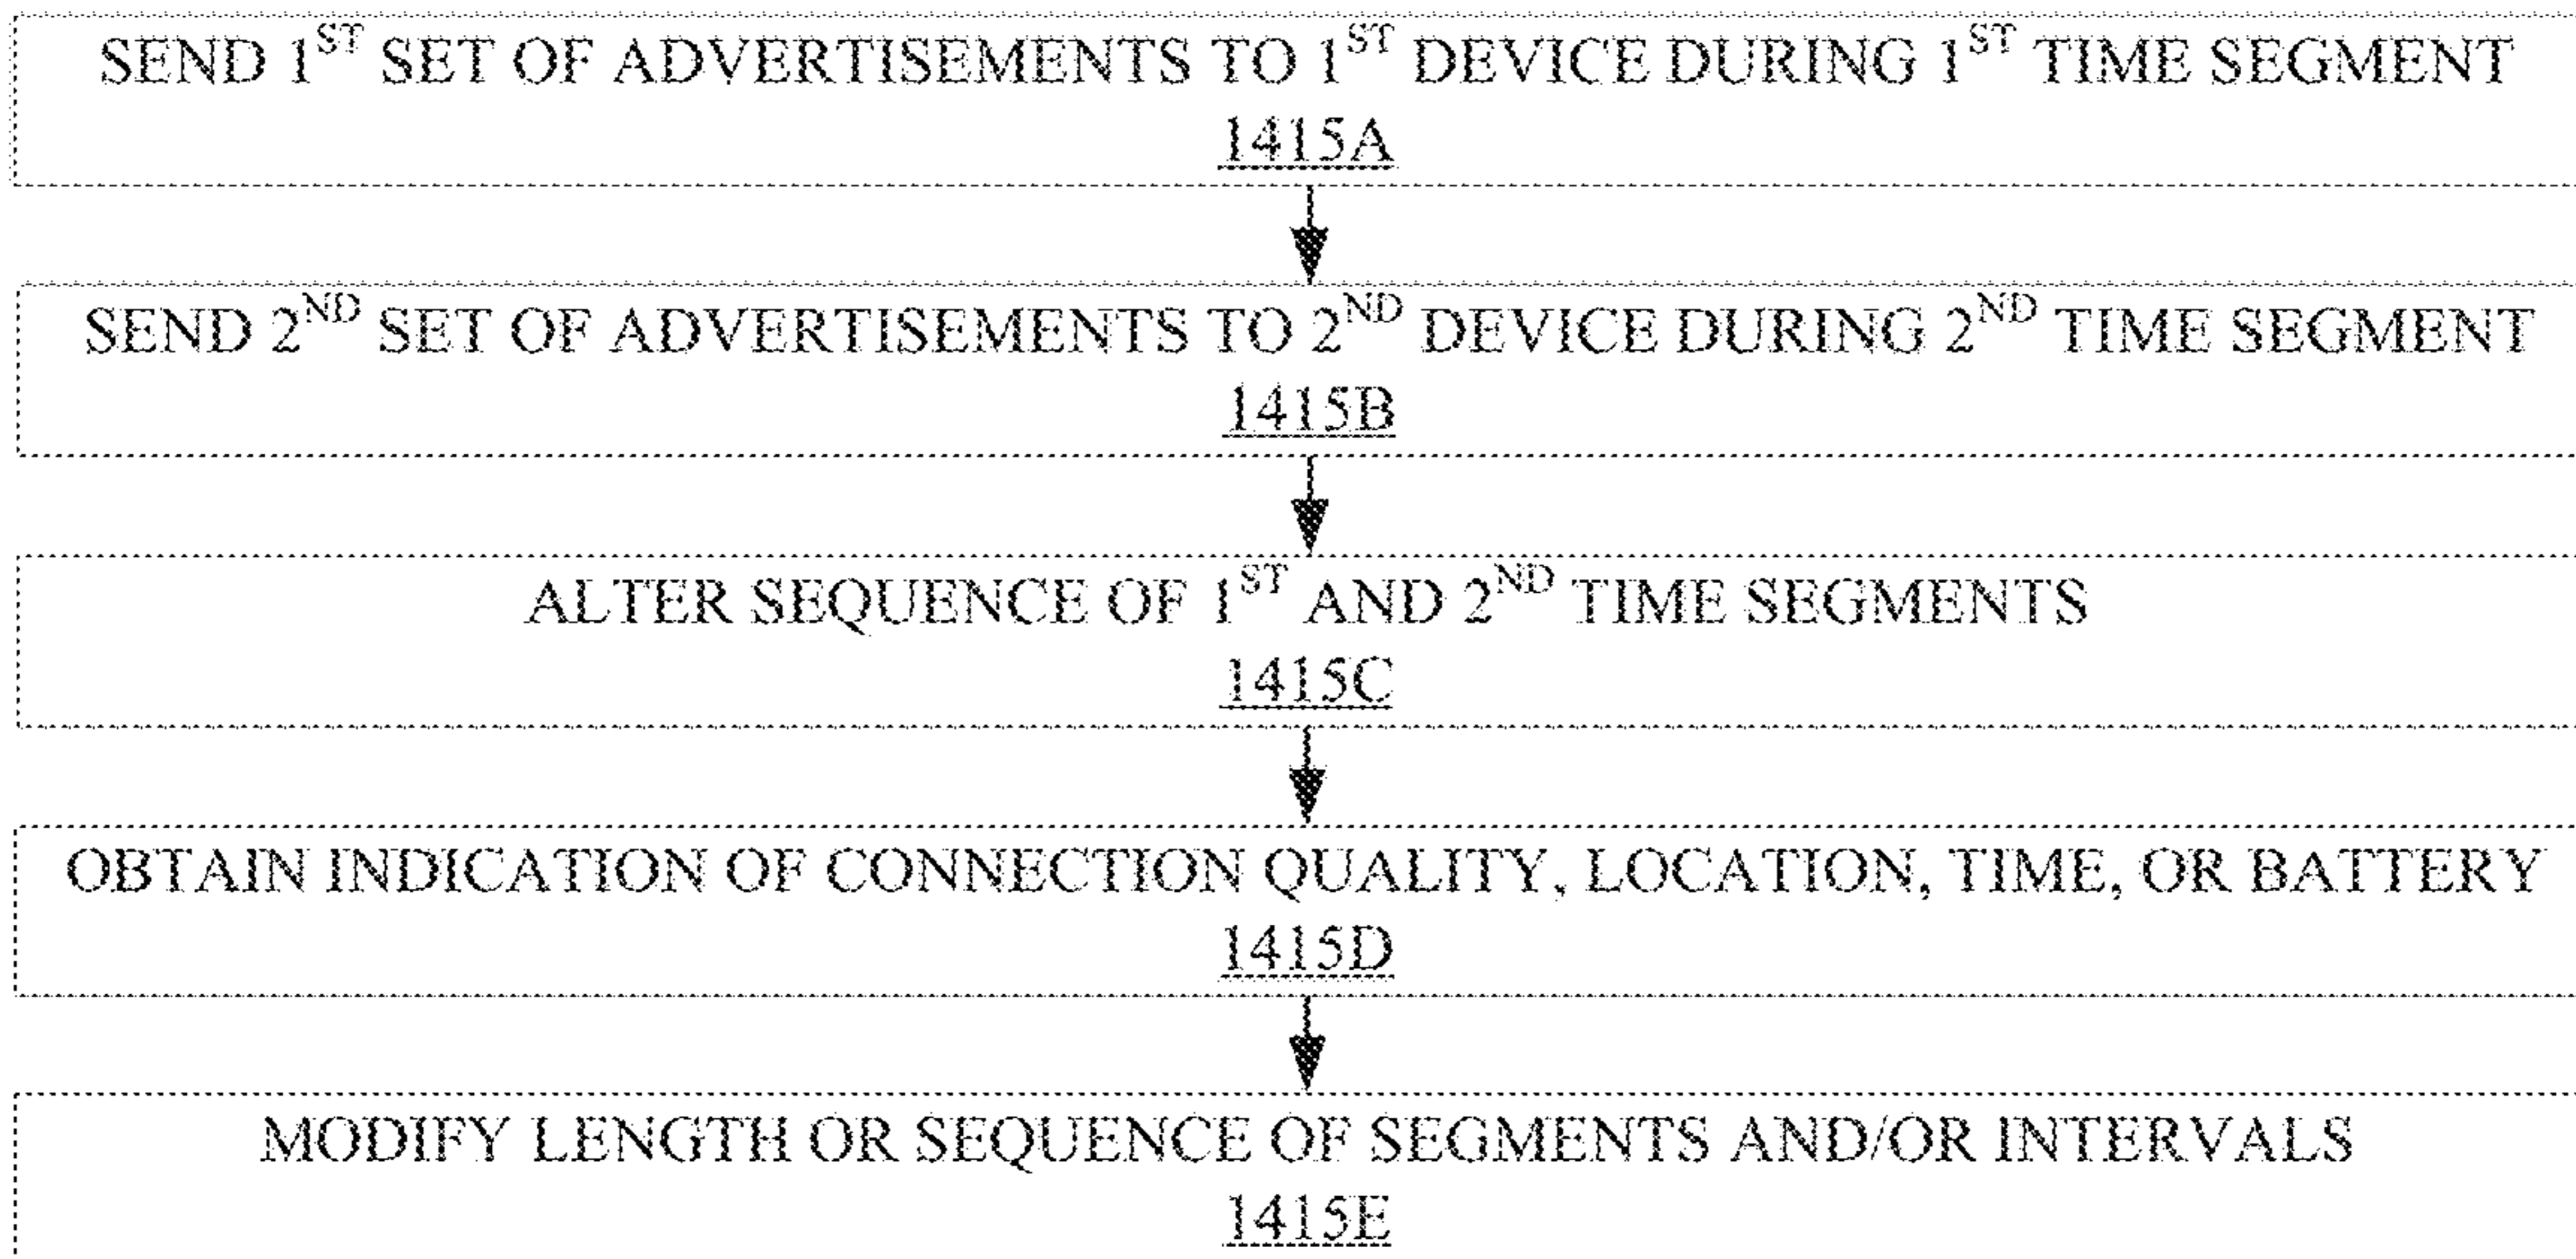 SEND 1ST SET OF ADVERTISEMENTS TO 1ST DEVICE DURING 1ST TIME SEGMENT
1415A
SEND 2ND SET OF ADVERTISEMENTS TO 2ND DEVICE DURING 2ND TIME SEGMENT
1415B
ALTER SEQUENCE OF 1ST AND 2ND TIME SEGMENTS
1415C
OBTAIN INDICATION OF CONNECTION QUALITY, LOCATION, TIME, OR BATTERY
1415D
MODIFY LENGTH OR SEQUENCE OF SEGMENTS AND/OR INTERVALS
1415E